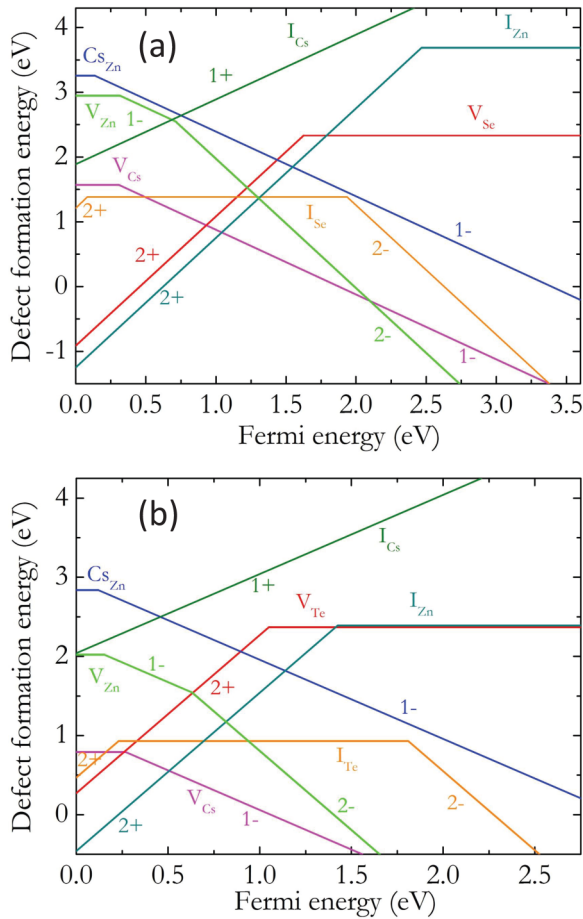 (a)
Defect formation energy (eV)
4
3
2
1
0
-1
I_Cs
I_Zn
Cs_Zn
1+
V_Zn
1-
V_Se
V_Cs
I_Se
2+
2+
2+
1-
2-
2-
1-
0.0 0.5 1.0 1.5 2.0 2.5 3.0 3.5
Fermi energy (eV)
(b)
Defect formation energy (eV)
4
3
2
1
0
I_Cs
Cs_Zn
1+
V_Te
I_Zn
V_Zn
1-
2+
1-
2+
I_Te
V_Cs
2+
1-
2-
2-
0.0 0.5 1.0 1.5 2.0 2.5
Fermi energy (eV)